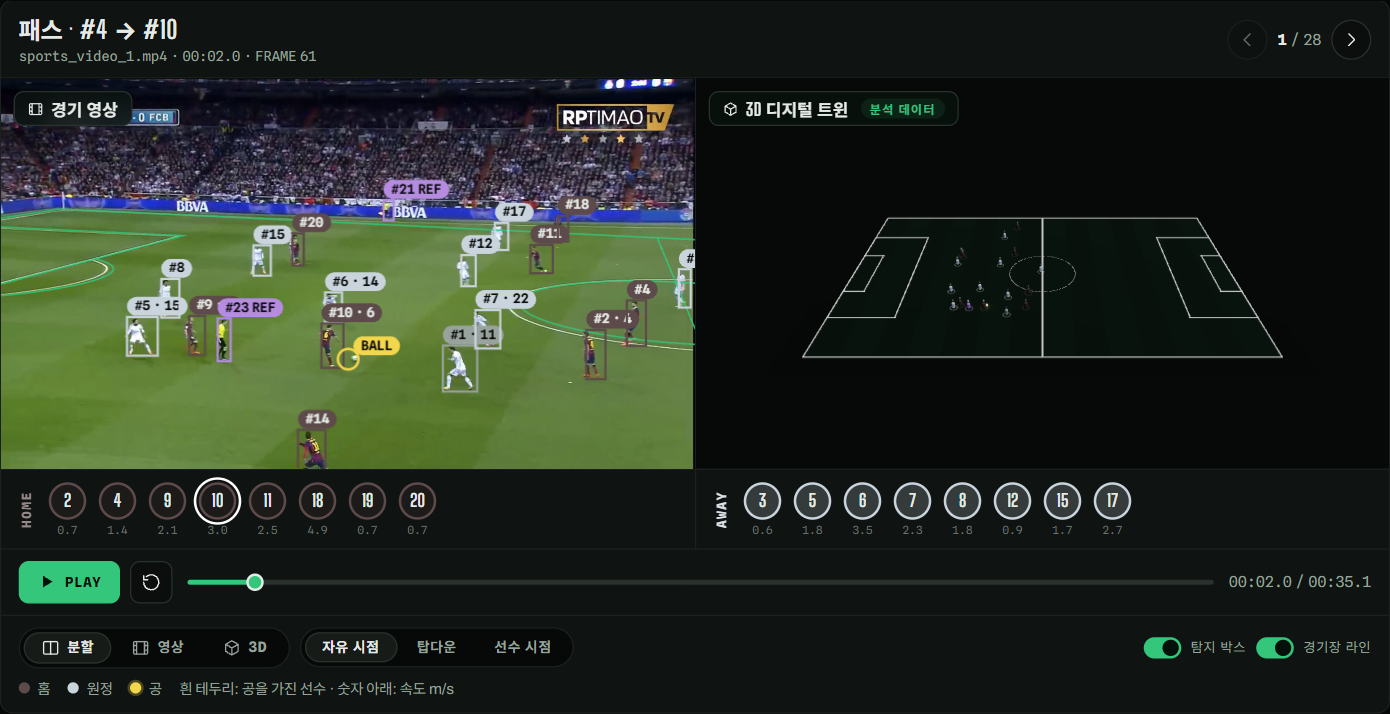 패스 · #4 → #10
sports_video_1.mp4 · 00:02.0 · FRAME 61
1 / 28
경기 영상
- 0 FCB
RPTIMAO TV
3D 디지털 트윈 분석 데이터
#21 REF
BBVA
BBVA
#18
#17
#20
#15
#12
#8
#6 · 14
#4
#5 · 15
#9
#23 REF
#7 · 22
#10 · 6
#2 · 4
#1 · 11
BALL
#14
HOME
2 4 9 10 11 18 19 20
0.7 1.4 2.1 3.0 2.5 4.9 0.7 0.7
AWAY
3 5 6 7 8 12 15 17
0.6 1.8 3.5 2.3 1.8 0.9 1.7 2.7
PLAY
00:02.0 / 00:35.1
분할 영상 3D
자유 시점 탑다운 선수 시점
탐지 박스 경기장 라인
홈 원정 공 흰 테두리: 공을 가진 선수 · 숫자 아래: 속도 m/s